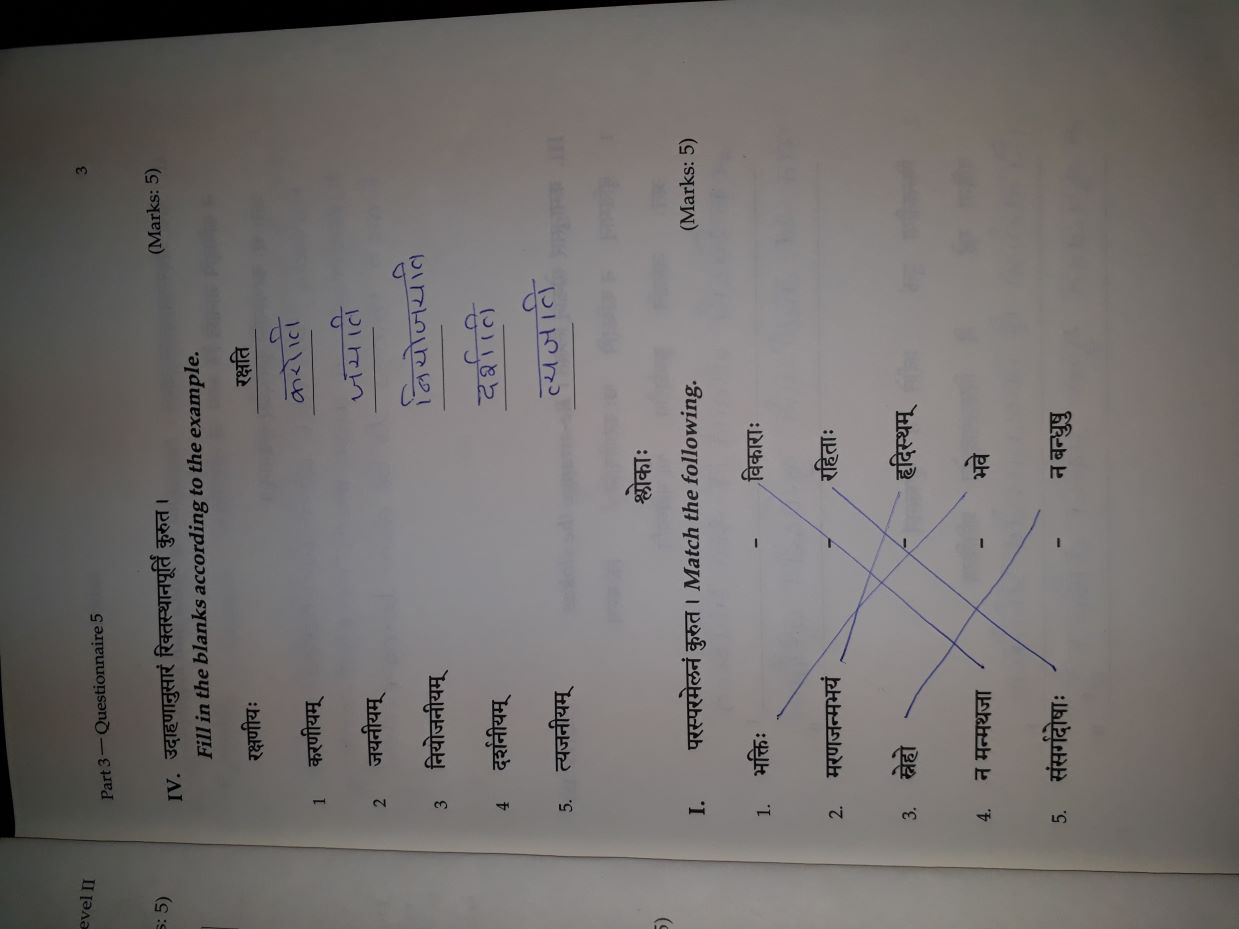 evel II
s: 5)
5)
Part 3 — Questionnaire 5
3
IV. उदाहणानुसारं रिक्तस्थानपूर्ति कुरुत। (Marks: 5)
Fill in the blanks according to the example.
रक्षणीयः रक्षति
1 करणीयम् करोति
2 जयनीयम् जयति
3 नियोजनीयम् नियोजयति
4 दर्शनीयम् दर्शति
5. त्यजनीयम् त्यजति
श्लोकाः
I. परस्परमेलनं कुरुत। Match the following. (Marks: 5)
1. भक्तिः - विकाराः
2. मरणजन्मभयं - रहिताः
3. स्नेहो - हृदिस्थम्
4. न मन्मथजा - भवे
5. संसर्गदोषाः - न बन्धुषु